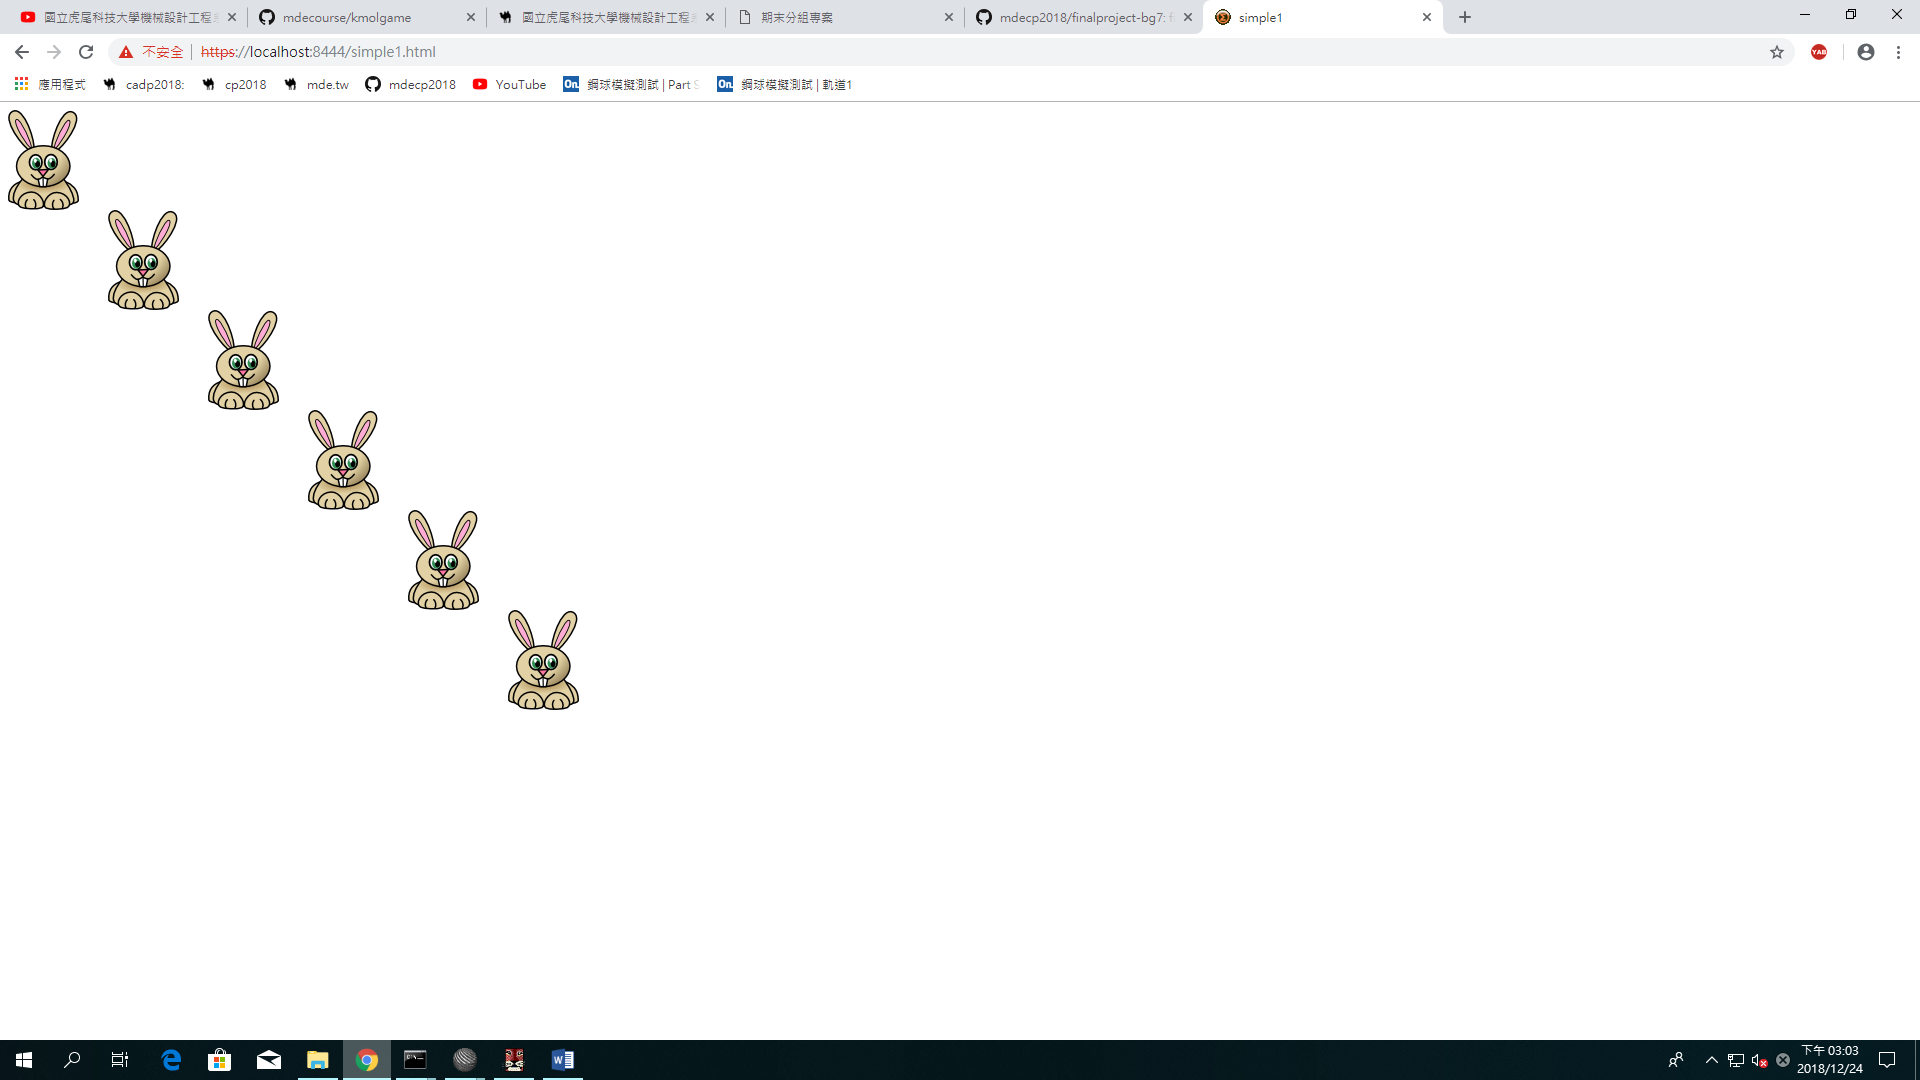 國立虎尾科技大學機械設計工程
mdecourse/kmolgame
國立虎尾科技大學機械設計工程
期末分組專案
mdecp2018/finalproject-bg7: f
simple1
不安全 https://localhost:8444/simple1.html
YAB
應用程式 cadp2018: cp2018 mde.tw mdecp2018 YouTube On. 鋼球模擬測試 | Part S On. 鋼球模擬測試 | 軌道1
下午 03:03
2018/12/24